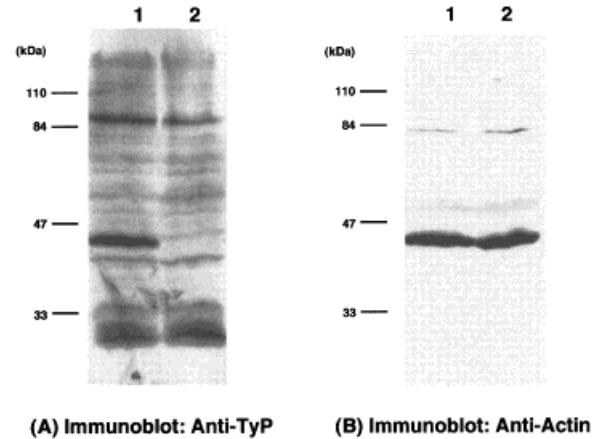 1 2
(kDa)
110
84
47
33
(A) Immunoblot: Anti-TyP
1 2
(kDa)
110
84
47
33
(B) Immunoblot: Anti-Actin